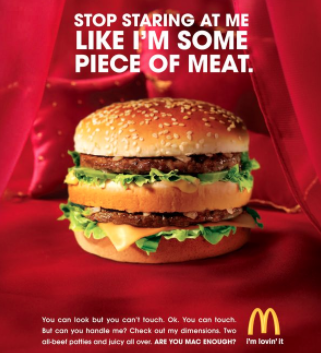 STOP STARING AT ME
LIKE I'M SOME
PIECE OF MEAT.
You can look but you can't touch. Ok. You can touch.
But can you handle me? Check out my dimensions. Two
all-beef patties and juicy all over. ARE YOU MAC ENOUGH?
i'm lovin' it